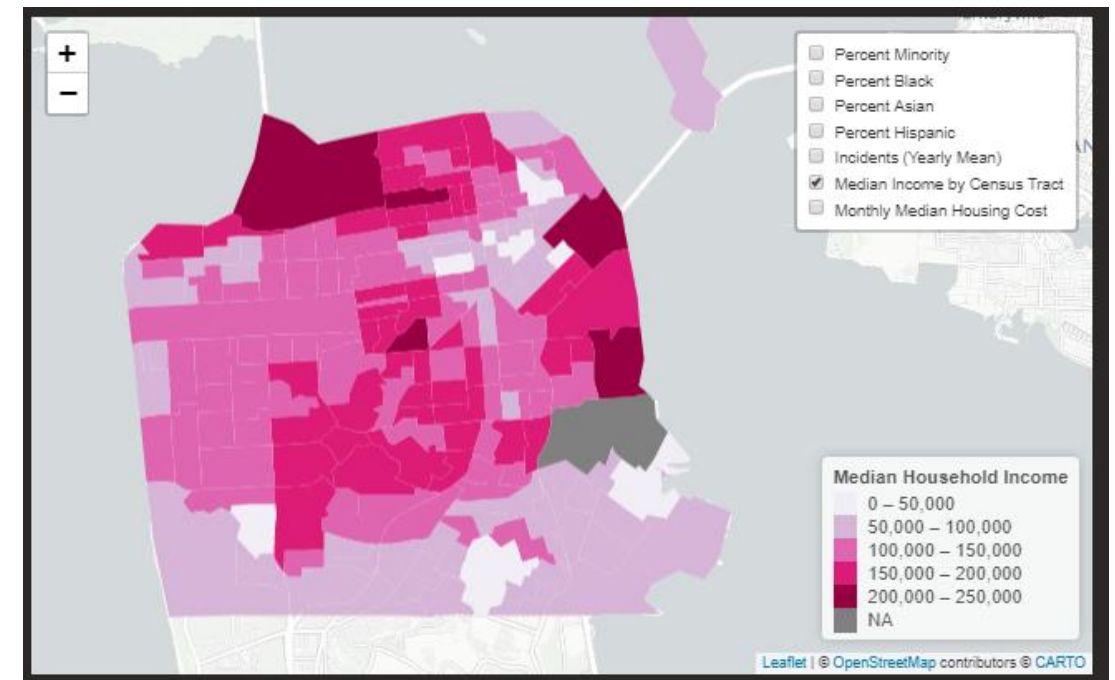 +
−
Percent Minority
Percent Black
Percent Asian
Percent Hispanic
Incidents (Yearly Mean)
Median Income by Census Tract
Monthly Median Housing Cost
Median Household Income
0 – 50,000
50,000 – 100,000
100,000 – 150,000
150,000 – 200,000
200,000 – 250,000
NA
Leaflet | © OpenStreetMap contributors © CARTO